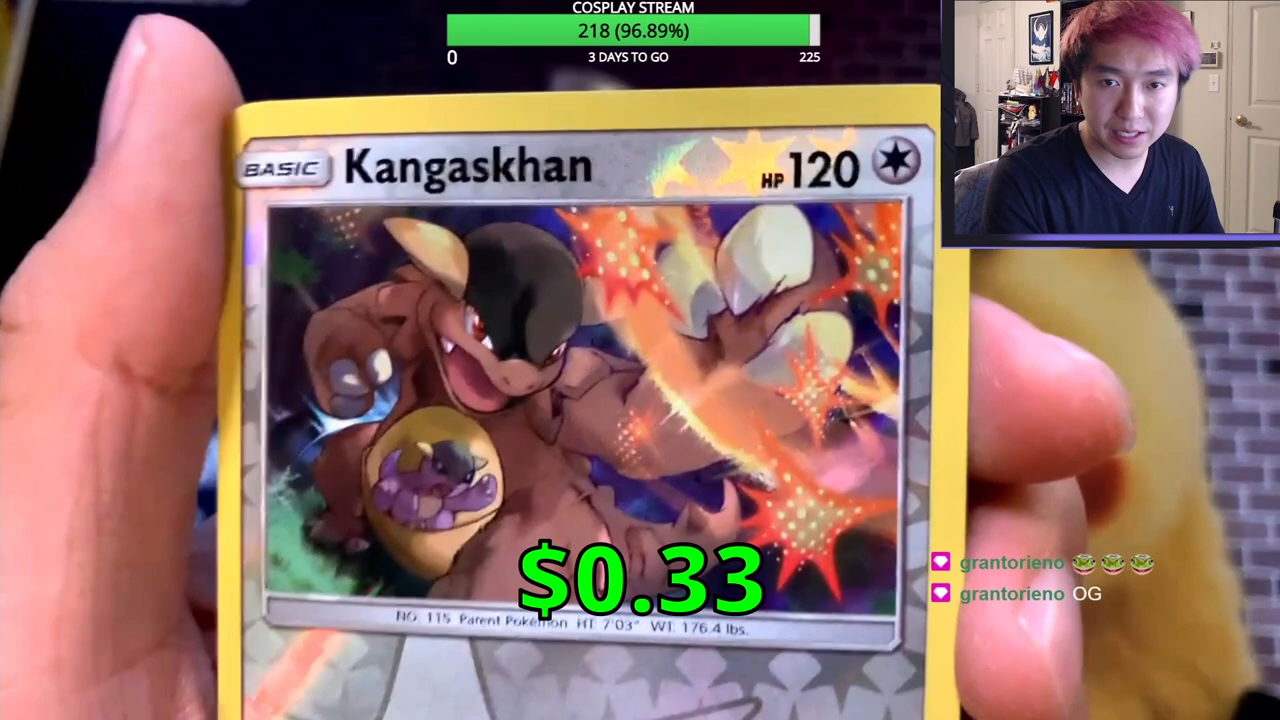 COSPLAY STREAM
218 (96.89%)
0
3 DAYS TO GO
225
BASIC
Kangaskhan
HP 120
$0.33
NO. 115 Parent Pokémon HT: 7'03" WT: 176.4 lbs.
grantorieno
grantorieno OG